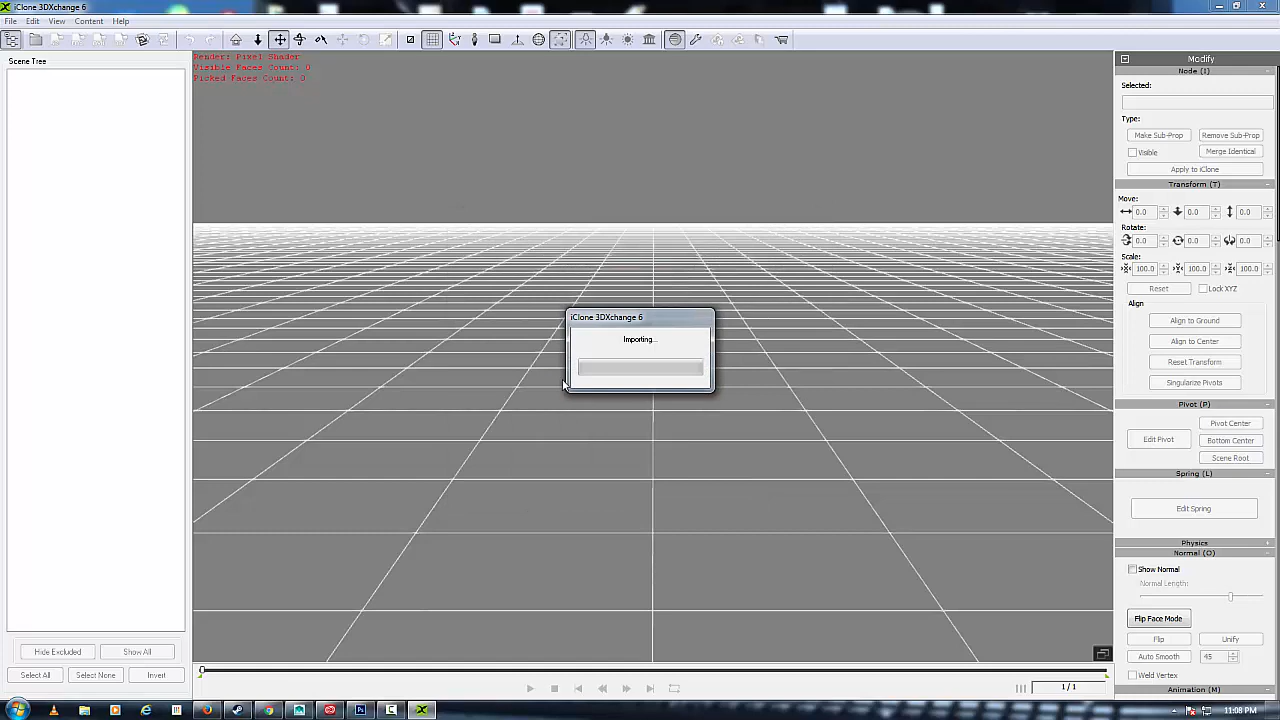 iClone 3DXchange 6
File Edit View Content Help
Scene Tree
Render: Pixel Shader
Visible Faces Count: 0
Picked Faces Count: 0
iClone 3DXchange 6
Importing...
Hide Excluded Show All
Select All Select None Invert
1 / 1
Modify
Node (I)
Selected:
Type:
Make Sub-Prop Remove Sub-Prop
Visible Merge Identical
Apply to iClone
Transform (T)
Move:
0.0 0.0 0.0
Rotate:
0.0 0.0 0.0
Scale:
100.0 100.0 100.0
Reset Lock XYZ
Align
Align to Ground
Align to Center
Reset Transform
Singularize Pivots
Pivot (P)
Edit Pivot Pivot Center
Bottom Center
Scene Root
Spring (L)
Edit Spring
Physics
Normal (O)
Show Normal
Normal Length:
Flip Face Mode
Flip Unify
Auto Smooth 45
Weld Vertex
Animation (M)
11:08 PM